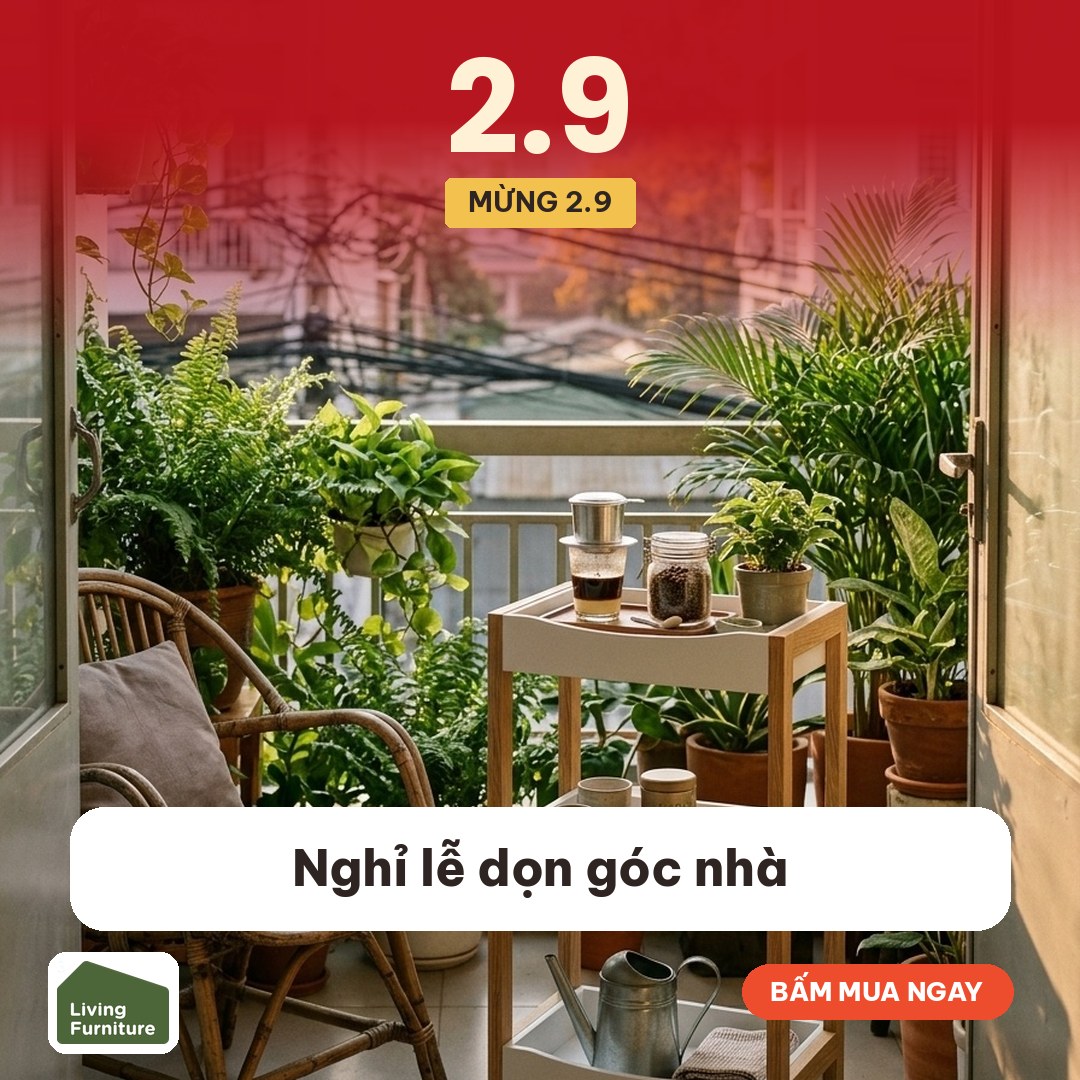 2.9
MỪNG 2.9
Nghỉ lễ dọn góc nhà
Living
Furniture
BẤM MUA NGAY